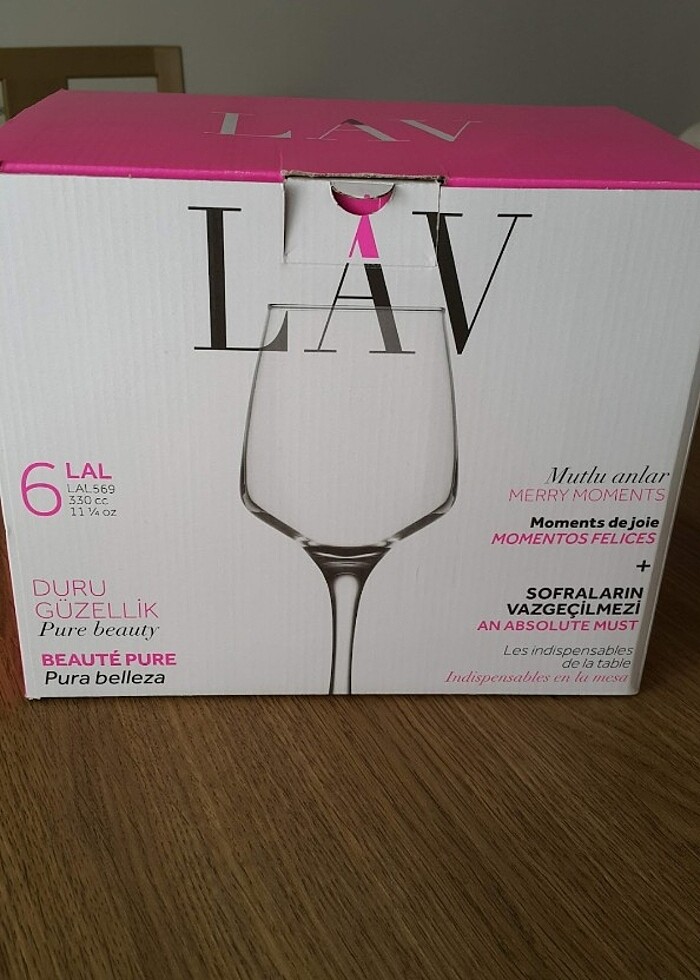 LAV
LAV
6 LAL
LAL569
330 cc
11 ¼ oz
DURU
GÜZELLİK
Pure beauty
BEAUTÉ PURE
Pura belleza
Mutlu anlar
MERRY MOMENTS
Moments de joie
MOMENTOS FELICES
+
SOFRALARIN
VAZGEÇİLMEZİ
AN ABSOLUTE MUST
Les indispensables
de la table
Indispensables en la mesa